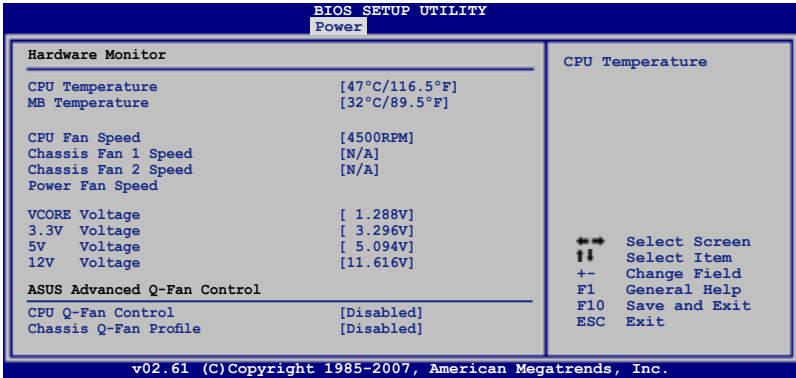 BIOS SETUP UTILITY
Power
Hardware Monitor
CPU Temperature [47°C/116.5°F]
MB Temperature [32°C/89.5°F]
CPU Fan Speed [4500RPM]
Chassis Fan 1 Speed [N/A]
Chassis Fan 2 Speed [N/A]
Power Fan Speed
VCORE Voltage [ 1.288V]
3.3V Voltage [ 3.296V]
5V Voltage [ 5.094V]
12V Voltage [11.616V]
ASUS Advanced Q-Fan Control
CPU Q-Fan Control [Disabled]
Chassis Q-Fan Profile [Disabled]
CPU Temperature
←→ Select Screen
↑↓ Select Item
+- Change Field
F1 General Help
F10 Save and Exit
ESC Exit
v02.61 (C)Copyright 1985-2007, American Megatrends, Inc.